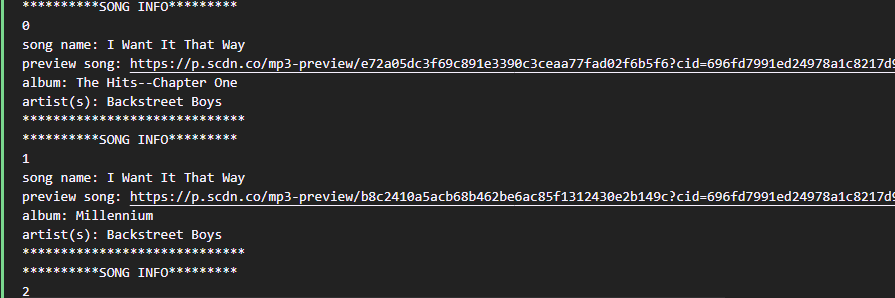 **********SONG INFO*********
0
song name: I Want It That Way
preview song: https://p.scdn.co/mp3-preview/e72a05dc3f69c891e3390c3ceaa77fad02f6b5f6?cid=696fd7991ed24978a1c8217d9
album: The Hits--Chapter One
artist(s): Backstreet Boys
*****************************
**********SONG INFO*********
1
song name: I Want It That Way
preview song: https://p.scdn.co/mp3-preview/b8c2410a5acb68b462be6ac85f1312430e2b149c?cid=696fd7991ed24978a1c8217d9
album: Millennium
artist(s): Backstreet Boys
*****************************
**********SONG INFO*********
2